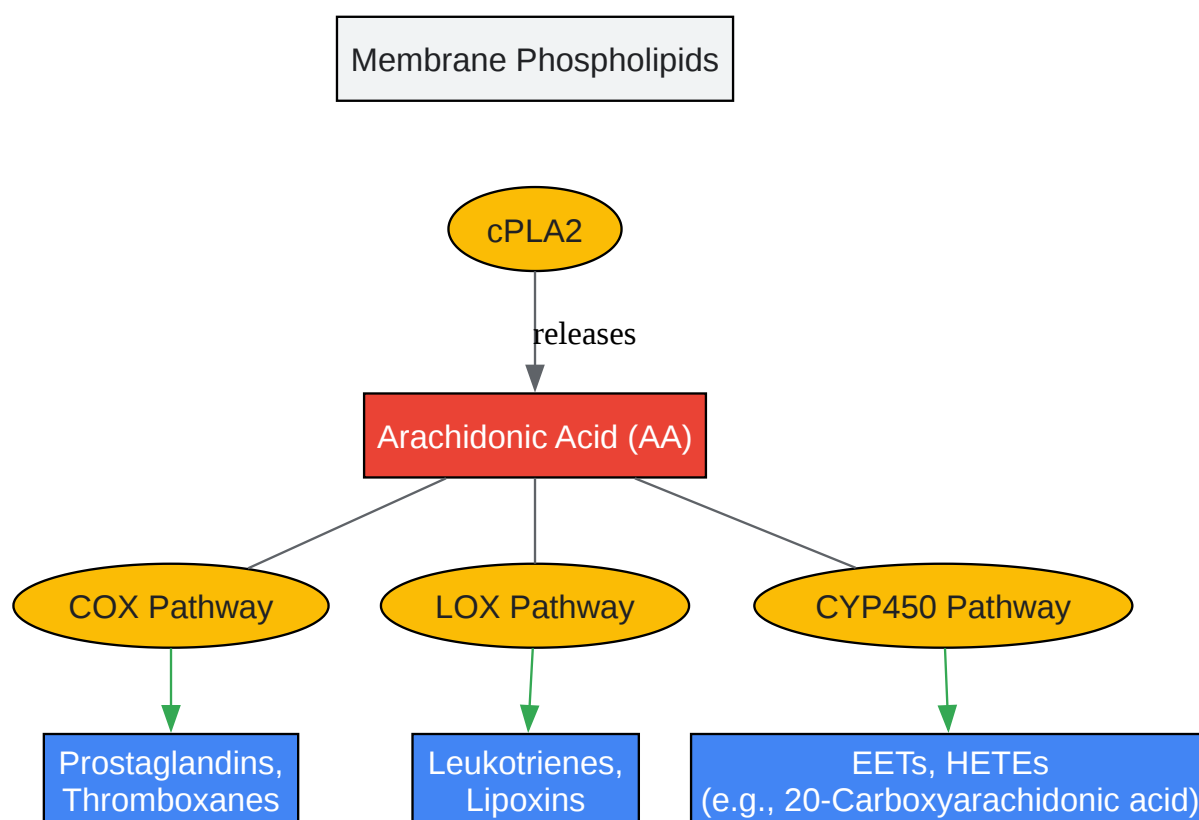 Membrane Phospholipids
cPLA2
releases
Arachidonic Acid (AA)
COX Pathway
LOX Pathway
CYP450 Pathway
Prostaglandins,
Thromboxanes
Leukotrienes,
Lipoxins
EETs, HETEs
(e.g., 20-Carboxyarachidonic acid)